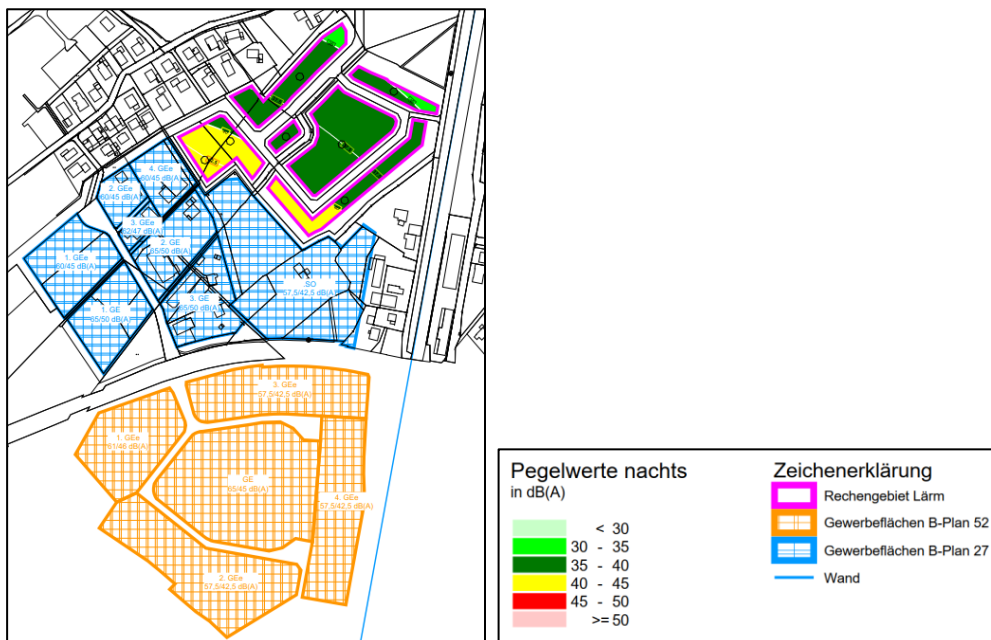 4. GEe
60/45 dB(A)
2. GEe
60/45 dB(A)
3. GEe
62/47 dB(A)
2. GE
65/50 dB(A)
1. GEe
60/45 dB(A)
.SO
57,5/42,5 dB(A)
3. GE
65/50 dB(A)
1. GE
65/50 dB(A)
3. GEe
57,5/42,5 dB(A)
1. GEe
61/46 dB(A)
GE
65/45 dB(A)
4. GEe
57,5/42,5 dB(A)
2. GEe
57,5/42,5 dB(A)
Pegelwerte nachts
in dB(A)
< 30
30 - 35
35 - 40
40 - 45
45 - 50
>= 50
Zeichenerklärung
Rechengebiet Lärm
Gewerbeflächen B-Plan 52
Gewerbeflächen B-Plan 27
Wand